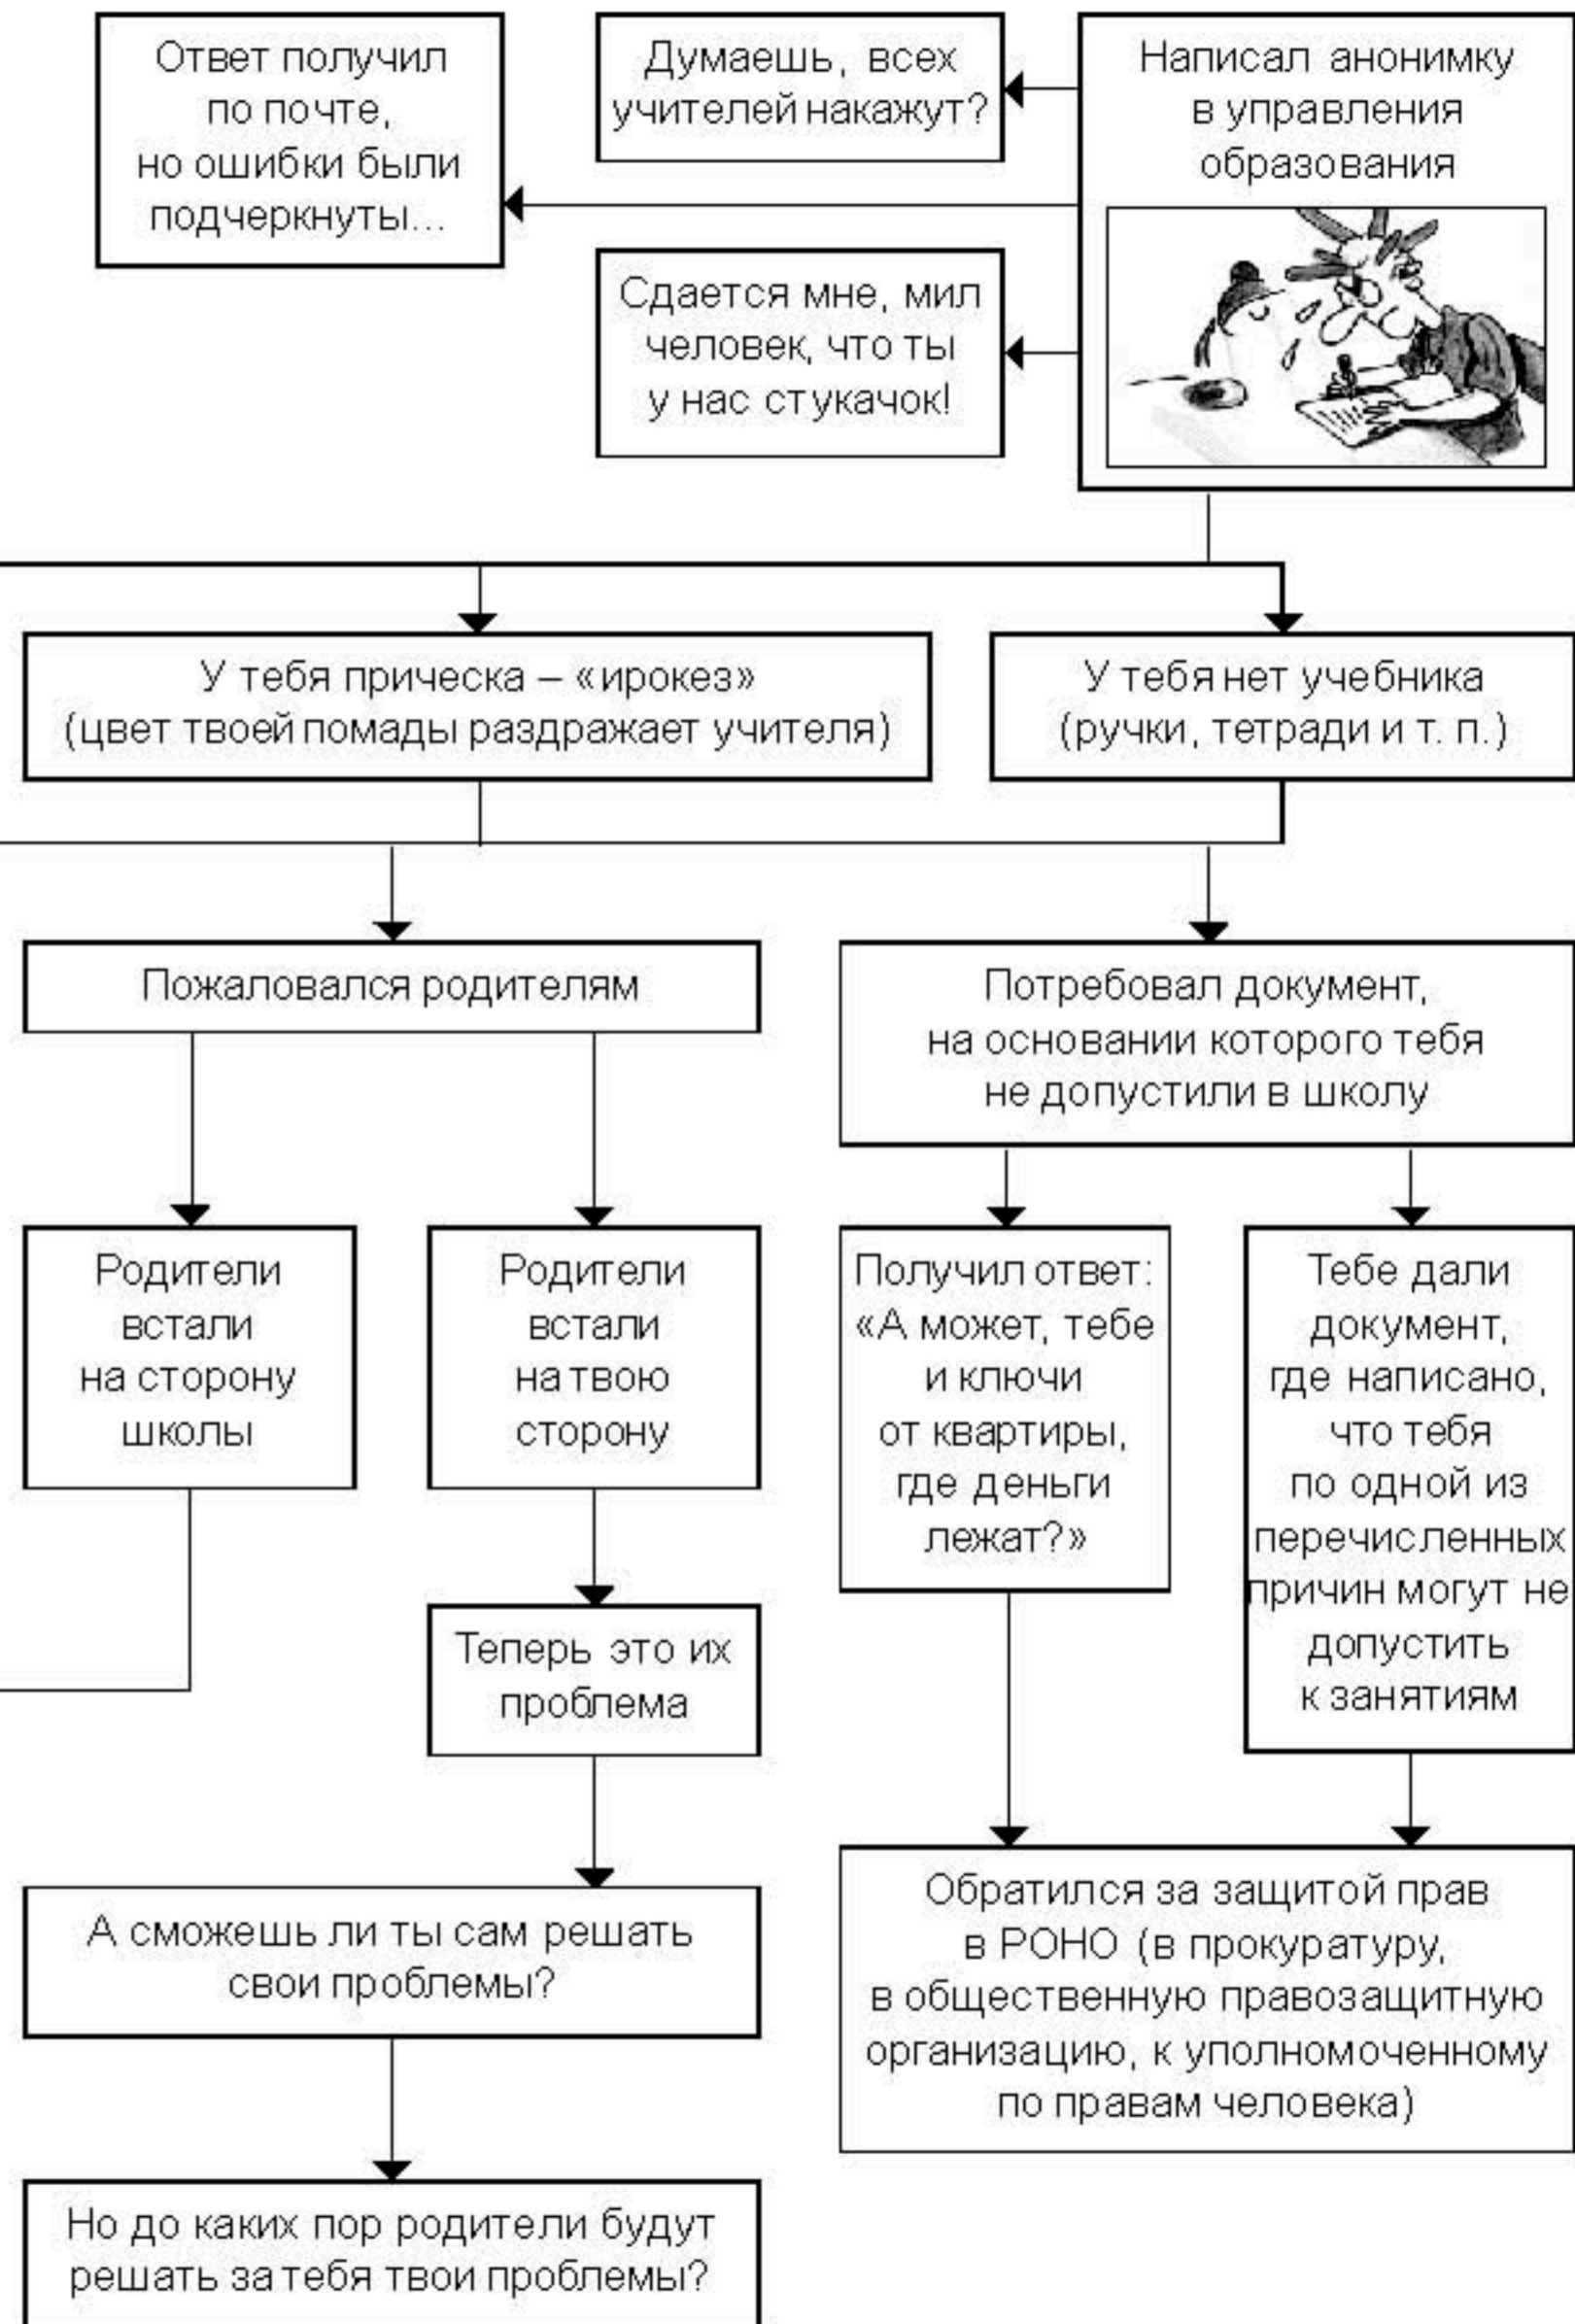 Ответ получил
по почте,
но ошибки были
подчеркнуты...
Думаешь, всех
учителей накажут?
Написал анонимку
в управления
образования
Сдается мне, мил
человек, что ты
у нас стукачок!
У тебя прическа – «ирокез»
(цвет твоей помады раздражает учителя)
У тебя нет учебника
(ручки, тетради и т. п.)
Пожаловался родителям
Потребовал документ,
на основании которого тебя
не допустили в школу
Родители
встали
на сторону
школы
Родители
встали
на твою
сторону
Получил ответ:
«А может, тебе
и ключи
от квартиры,
где деньги
лежат?»
Тебе дали
документ,
где написано,
что тебя
по одной из
перечисленных
причин могут не
допустить
к занятиям
Теперь это их
проблема
А сможешь ли ты сам решать
свои проблемы?
Обратился за защитой прав
в РОНО (в прокуратуру,
в общественную правозащитную
организацию, к уполномоченному
по правам человека)
Но до каких пор родители будут
решать за тебя твои проблемы?